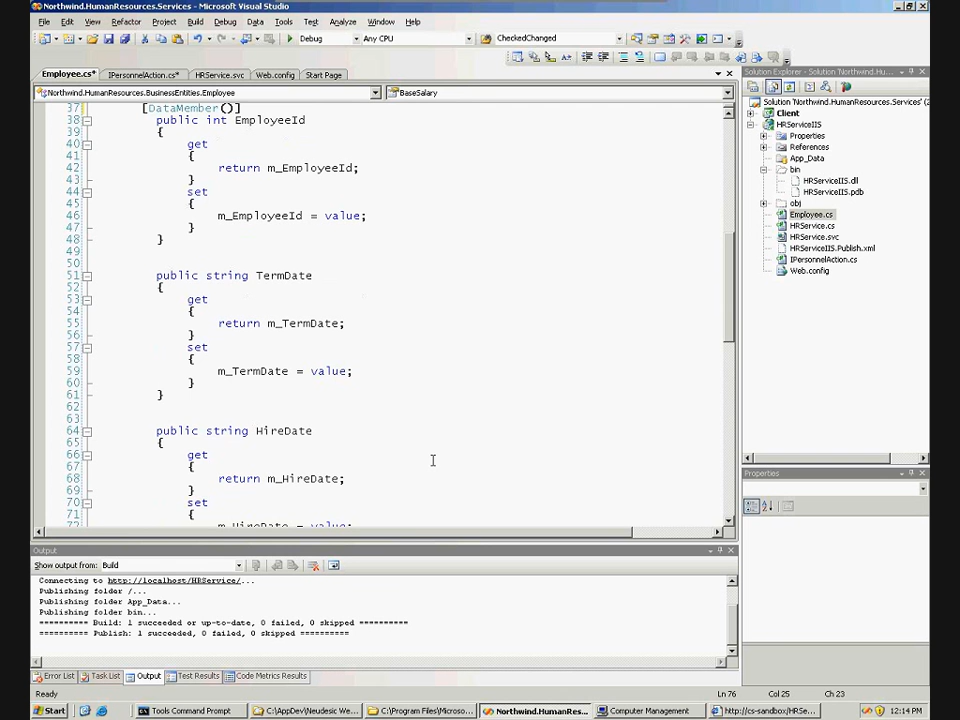 Northwind.HumanResources.Services - Microsoft Visual Studio
File Edit View Refactor Project Build Debug Data Tools Test Analyze Window Help
Debug Any CPU CheckedChanged
Employee.cs* IPersonnelAction.cs* HRService.svc Web.config Start Page
Northwind.HumanResources.BusinessEntities.Employee BaseSalary
37 [DataMember()]
38 public int EmployeeId
39 {
40 get
41 {
42 return m_EmployeeId;
43 }
44 set
45 {
46 m_EmployeeId = value;
47 }
48 }
49
50
51 public string TermDate
52 {
53 get
54 {
55 return m_TermDate;
56 }
57 set
58 {
59 m_TermDate = value;
60 }
61 }
62
63
64 public string HireDate
65 {
66 get
67 {
68 return m_HireDate;
69 }
70 set
71 {
72 m_HireDate = value;
Solution Explorer - Solution 'Northwind.Hu...
Solution 'Northwind.HumanResources.Services' (2
Client
HRServiceIIS
Properties
References
App_Data
bin
HRServiceIIS.dll
HRServiceIIS.pdb
obj
Employee.cs
HRService.cs
HRService.svc
HRServiceIIS.Publish.xml
IPersonnelAction.cs
Web.config
Properties
Output
Show output from: Build
Connecting to http://localhost/HRService/...
Publishing folder /...
Publishing folder App_Data...
Publishing folder bin...
========== Build: 1 succeeded or up-to-date, 0 failed, 0 skipped ==========
========== Publish: 1 succeeded, 0 failed, 0 skipped ==========
Error List Task List Output Test Results Code Metrics Results
Ready Ln 76 Col 25 Ch 23
Start Tools Command Prompt C:\AppDev\Neudesic We... C:\Program Files\Microso... Northwind.HumanRes... Computer Management http://cs-sandbox/HRSe... 12:14 PM